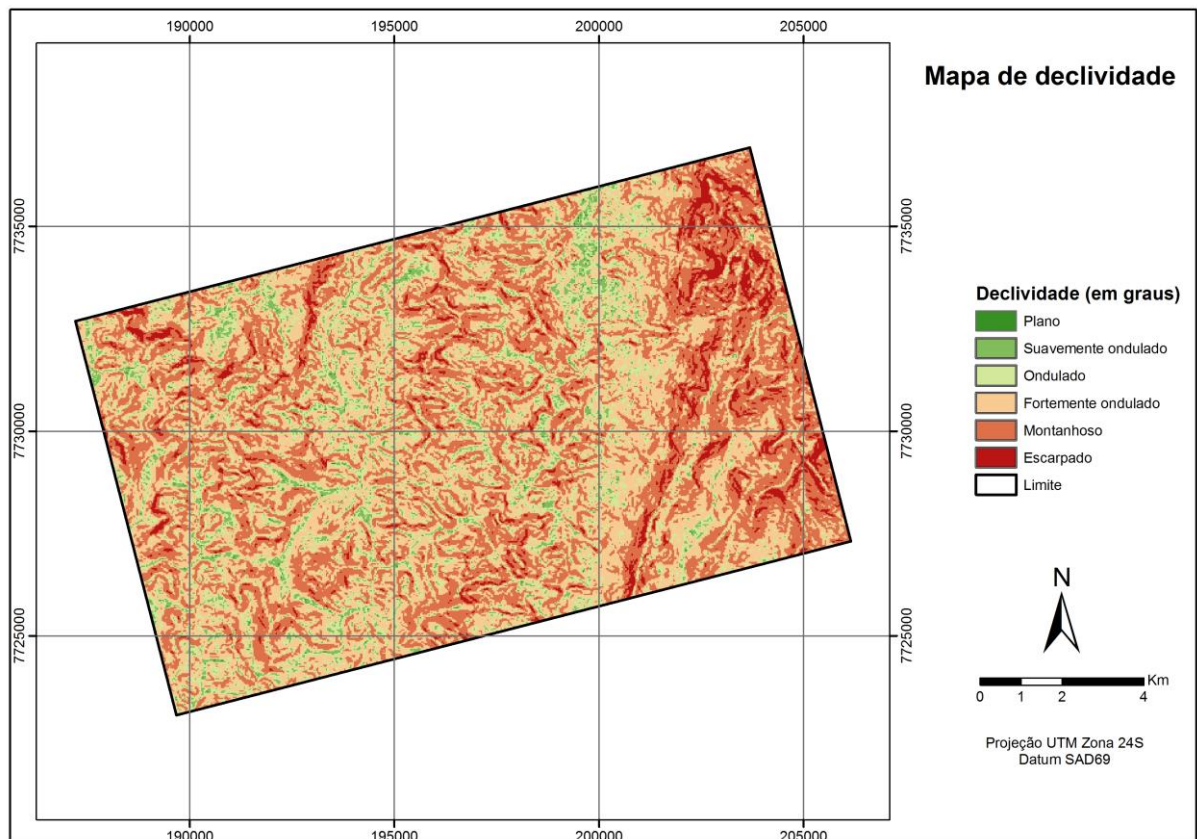 190000 195000 200000 205000
Mapa de declividade
7735000 7735000
Declividade (em graus)
Plano
Suavemente ondulado
Ondulado
Fortemente ondulado
Montanhoso
Escarpado
Limite
7730000 7730000
N
7725000 7725000
Km
0 1 2 4
Projeção UTM Zona 24S
Datum SAD69
190000 195000 200000 205000